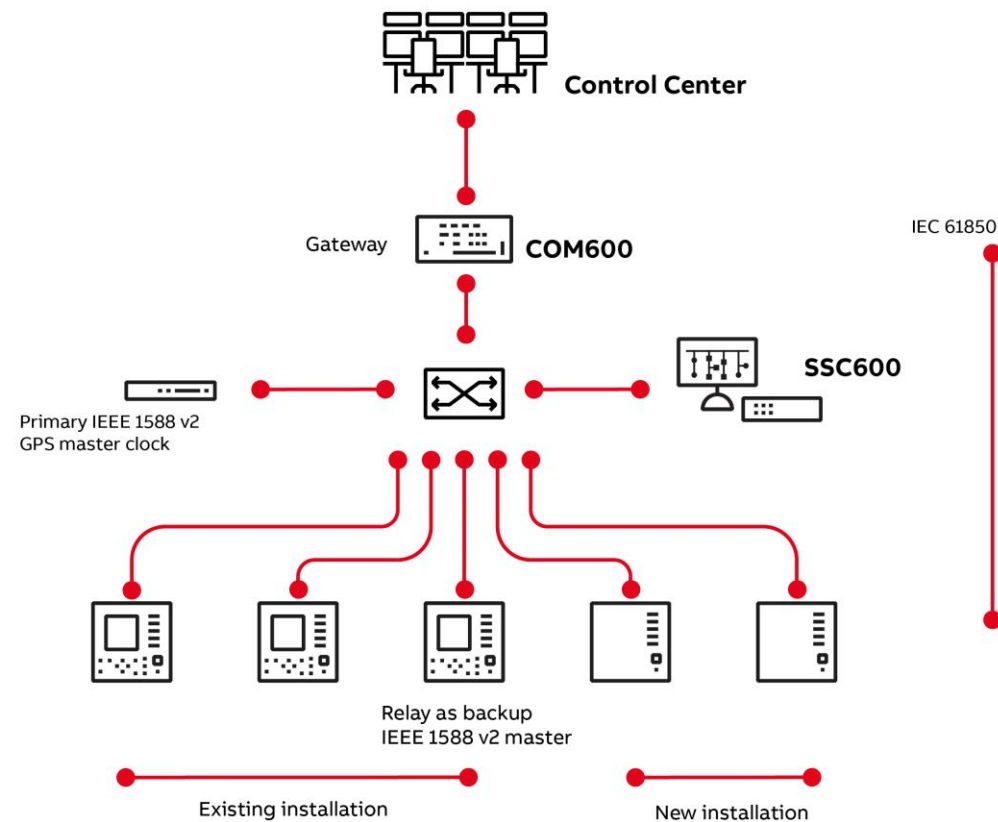 Control Center
Gateway
COM600
IEC 61850
SSC600
Primary IEEE 1588 v2
GPS master clock
Relay as backup
IEEE 1588 v2 master
Existing installation
New installation